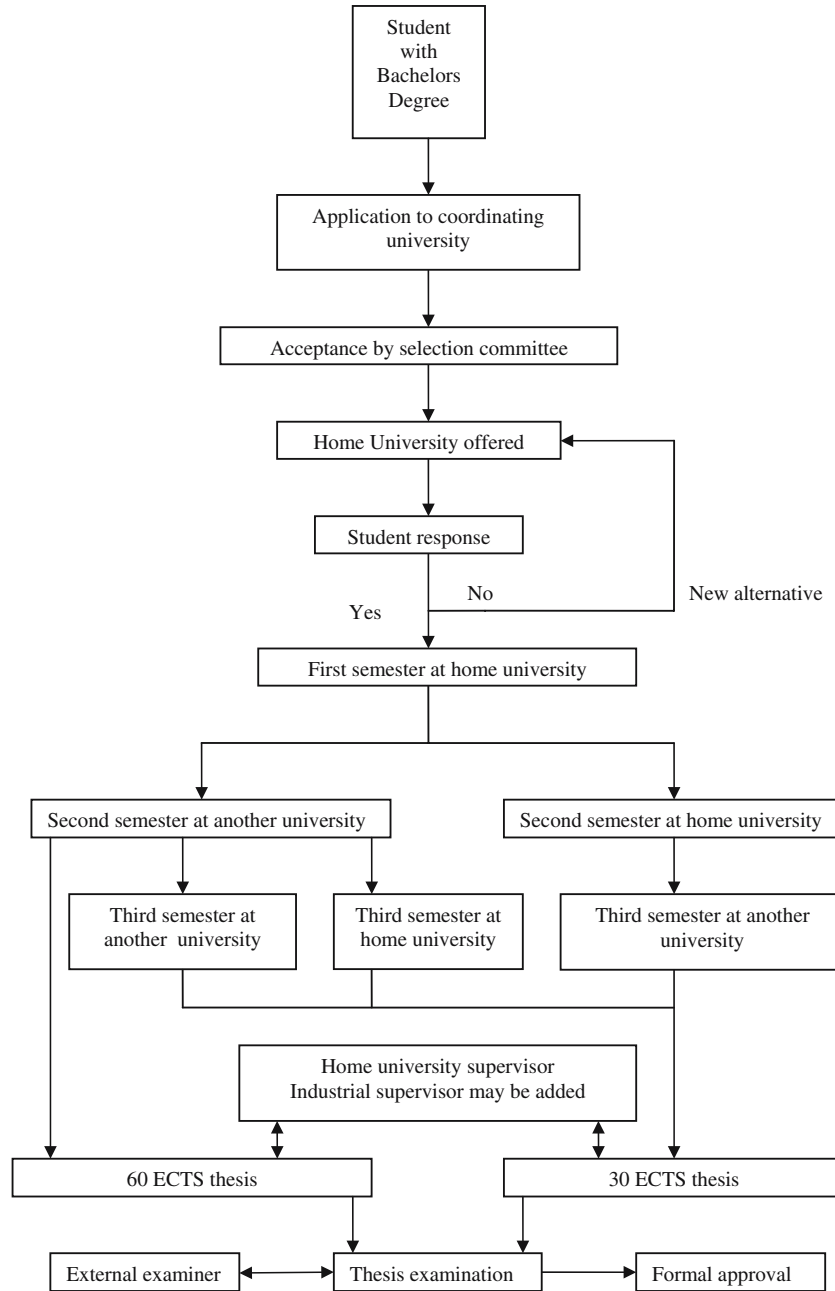 Student
with
Bachelors
Degree
Application to coordinating
university
Acceptance by selection committee
Home University offered
Student response
No
New alternative
Yes
First semester at home university
Second semester at another university
Second semester at home university
Third semester at
another university
Third semester at
home university
Third semester at another
university
Home university supervisor
Industrial supervisor may be added
60 ECTS thesis
30 ECTS thesis
External examiner
Thesis examination
Formal approval